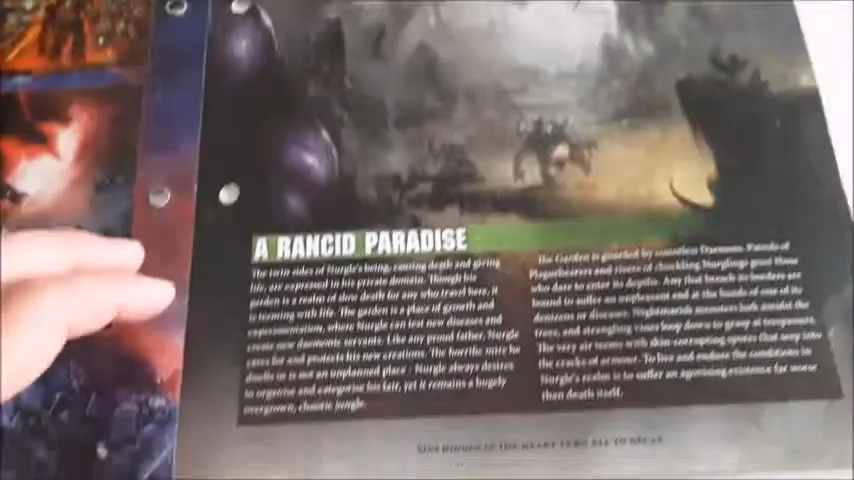 A RANCID PARADISE
The twin sides of Nurgle's being, causing death and giving
life, are expressed in his private domain. Though the
garden is a realm of slow death for any who travel here, it
is teeming with life. The garden is a place of growth and
experimentation, where Nurgle can test new diseases and
create new daemonic servants. Like any proud father, Nurgle
cares for and protects his new creations. The horrific
is not an unplanned place. Nurgle always desires
to organise and categorise his lair, yet it remains a hugely
overgrown, chaotic jungle.
The Garden is guarded by countless Daemons. Patrols of
Plaguebearers and rivers of chuckling Nurglings greet those
who dare to enter its depths. Any that breach its borders are
bound to suffer an unpleasant end at the hands of one its
denizens or diseases. Nightmarish monsters lurk amidst the
trees, and strangling vines loop down to grasp at trespassers.
The very air teems with skin-corrupting spores that seep into
the cracks of armour. To live and endure the conditions in
Nurgle's realm is to suffer an agonising existence far worse
than death itself.